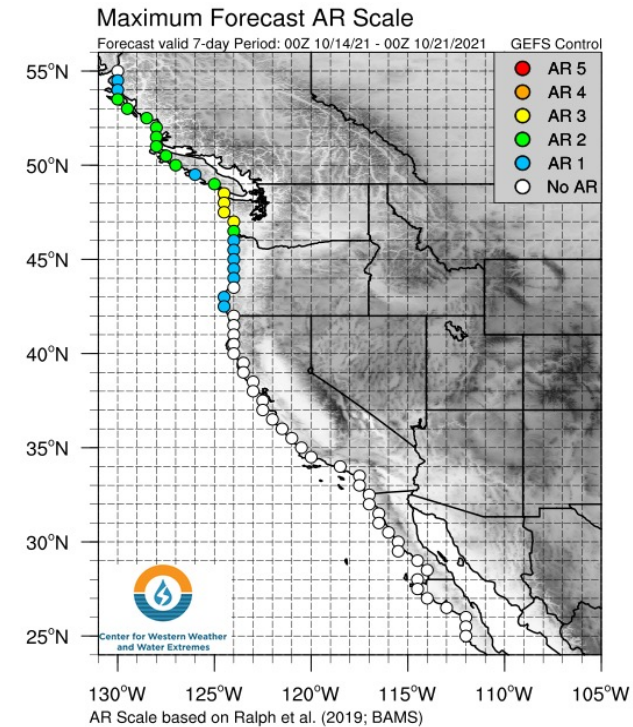 Maximum Forecast AR Scale
Forecast valid 7-day Period: 00Z 10/14/21 - 00Z 10/21/2021 GEFS Control
AR 5
AR 4
AR 3
AR 2
AR 1
No AR
55°N
50°N
45°N
40°N
35°N
30°N
25°N
Center for Western Weather
and Water Extremes
130°W 125°W 120°W 115°W 110°W 105°W
AR Scale based on Ralph et al. (2019; BAMS)